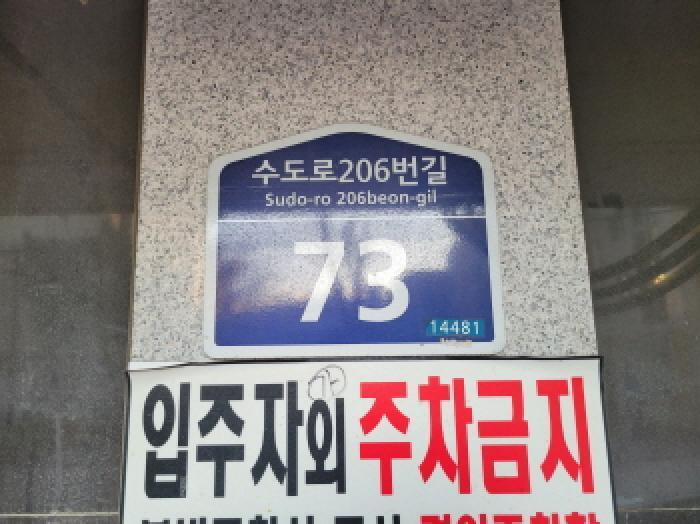 수도로206번길
Sudo-ro 206beon-gil
73
14481
입주자외 주차금지